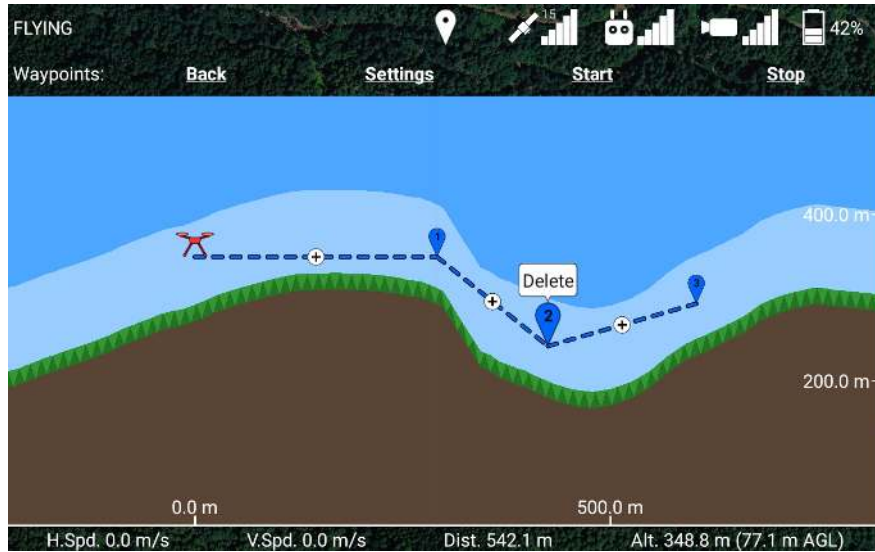 FLYING 15 42%
Waypoints: Back Settings Start Stop
400.0 m
1
Delete
3
2
200.0 m
0.0 m 500.0 m
H.Spd. 0.0 m/s V.Spd. 0.0 m/s Dist. 542.1 m Alt. 348.8 m (77.1 m AGL)